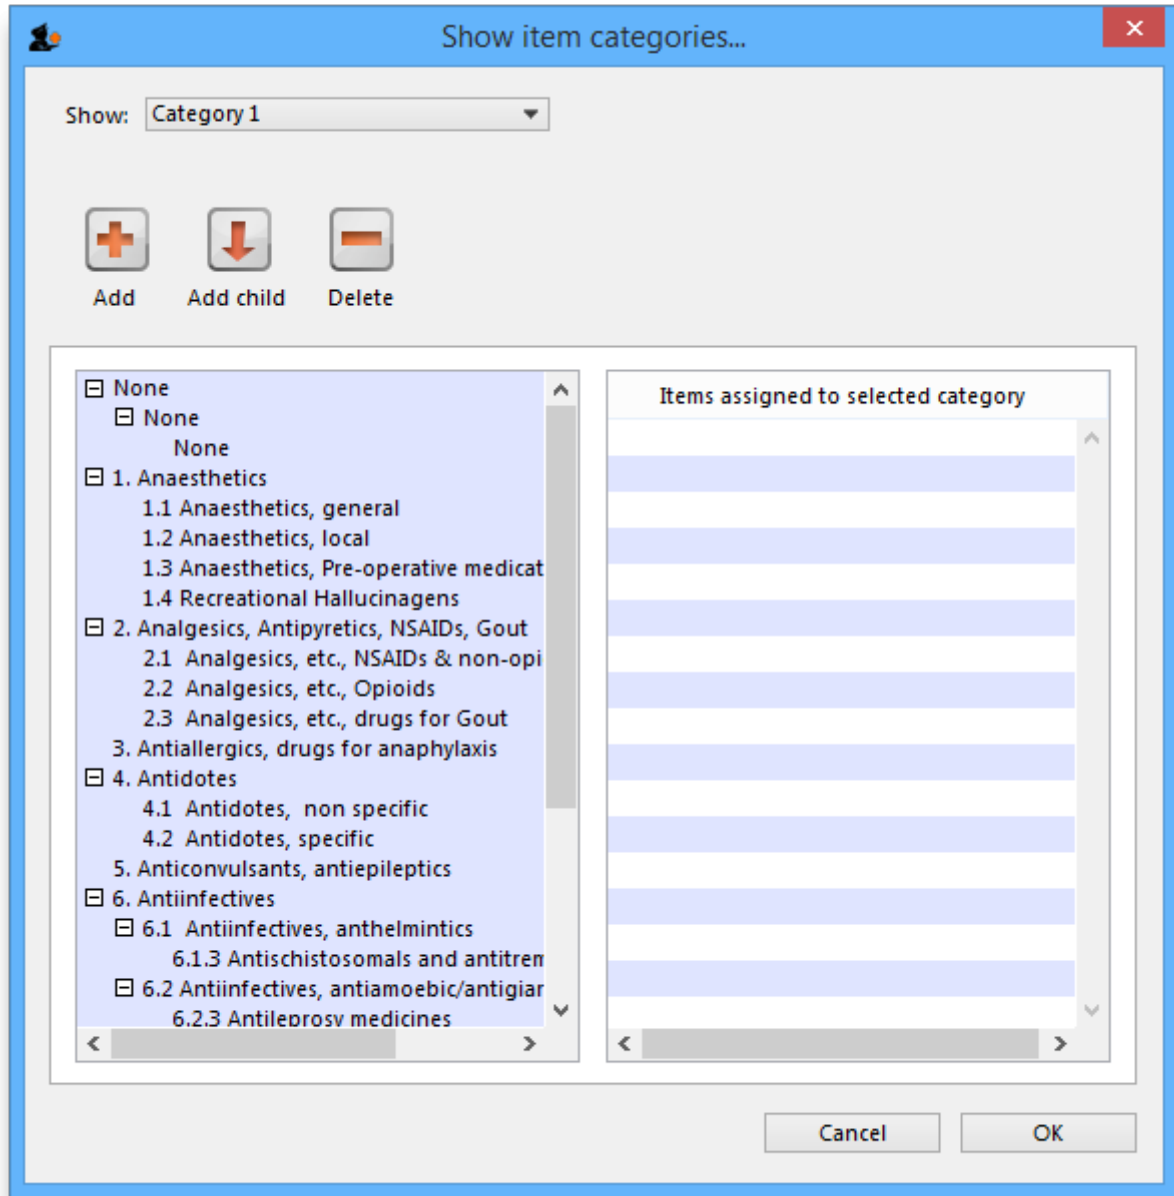 Show item categories...
Show: Category 1
Add Add child Delete
None
None
None
1. Anaesthetics
1.1 Anaesthetics, general
1.2 Anaesthetics, local
1.3 Anaesthetics, Pre-operative medicat
1.4 Recreational Hallucinagens
2. Analgesics, Antipyretics, NSAIDs, Gout
2.1 Analgesics, etc., NSAIDs & non-opi
2.2 Analgesics, etc., Opioids
2.3 Analgesics, etc., drugs for Gout
3. Antiallergics, drugs for anaphylaxis
4. Antidotes
4.1 Antidotes, non specific
4.2 Antidotes, specific
5. Anticonvulsants, antiepileptics
6. Antiinfectives
6.1 Antiinfectives, anthelmintics
6.1.3 Antischistosomals and antitrem
6.2 Antiinfectives, antiamoebic/antigiar
6.2.3 Antileprosy medicines
Items assigned to selected category
Cancel OK